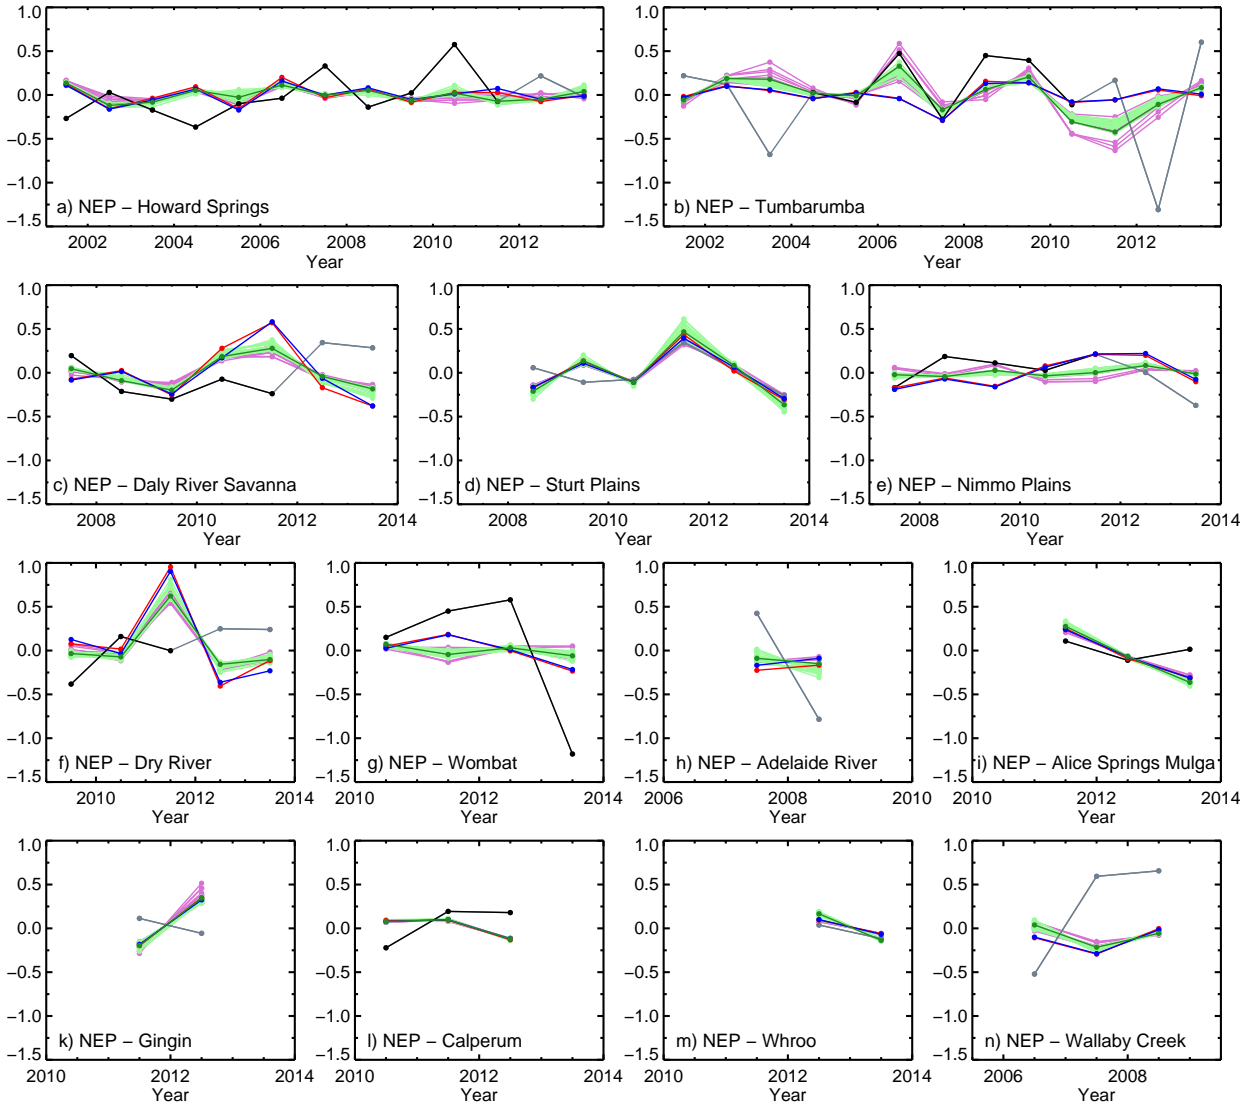 1.0
0.5
0.0
−0.5
−1.0
−1.5
a) NEP − Howard Springs
2002 2004 2006 2008 2010 2012
Year
1.0
0.5
0.0
−0.5
−1.0
−1.5
b) NEP − Tumbarumba
2002 2004 2006 2008 2010 2012
Year
1.0
0.5
0.0
−0.5
−1.0
−1.5
c) NEP − Daly River Savanna
2008 2010 2012 2014
Year
1.0
0.5
0.0
−0.5
−1.0
−1.5
d) NEP − Sturt Plains
2008 2010 2012 2014
Year
1.0
0.5
0.0
−0.5
−1.0
−1.5
e) NEP − Nimmo Plains
2008 2010 2012 2014
Year
1.0
0.5
0.0
−0.5
−1.0
−1.5
f) NEP − Dry River
2010 2012 2014
Year
1.0
0.5
0.0
−0.5
−1.0
−1.5
g) NEP − Wombat
2010 2012 2014
Year
1.0
0.5
0.0
−0.5
−1.0
−1.5
h) NEP − Adelaide River
2006 2008 2010
Year
1.0
0.5
0.0
−0.5
−1.0
−1.5
i) NEP − Alice Springs Mulga
2010 2012 2014
Year
1.0
0.5
0.0
−0.5
−1.0
−1.5
k) NEP − Gingin
2010 2012 2014
Year
1.0
0.5
0.0
−0.5
−1.0
−1.5
l) NEP − Calperum
2010 2012 2014
Year
1.0
0.5
0.0
−0.5
−1.0
−1.5
m) NEP − Whroo
2010 2012 2014
Year
1.0
0.5
0.0
−0.5
−1.0
−1.5
n) NEP − Wallaby Creek
2006 2008
Year